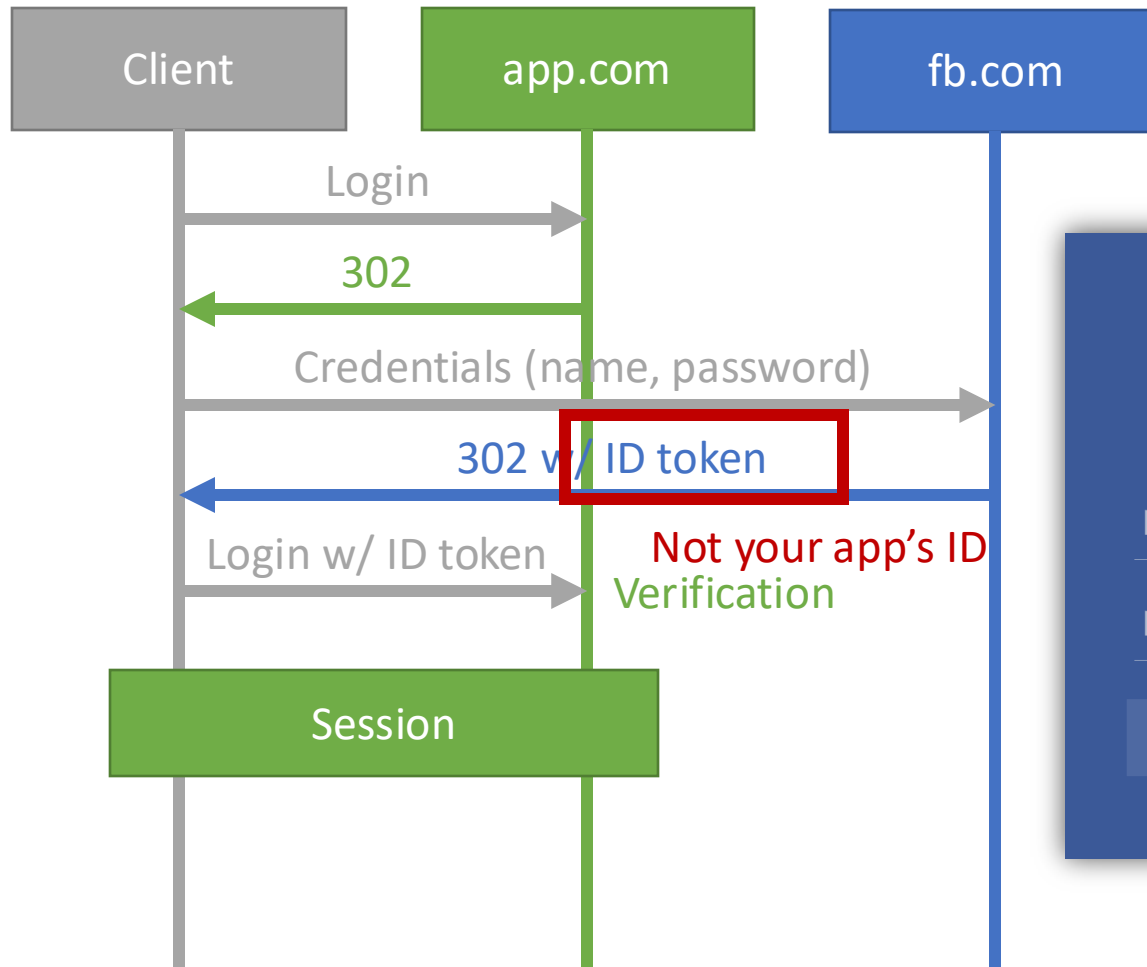 Client
app.com
fb.com
Login
302
Credentials (name, password)
302 w/ ID token
Not your app's ID
Login w/ ID token
Verification
Session